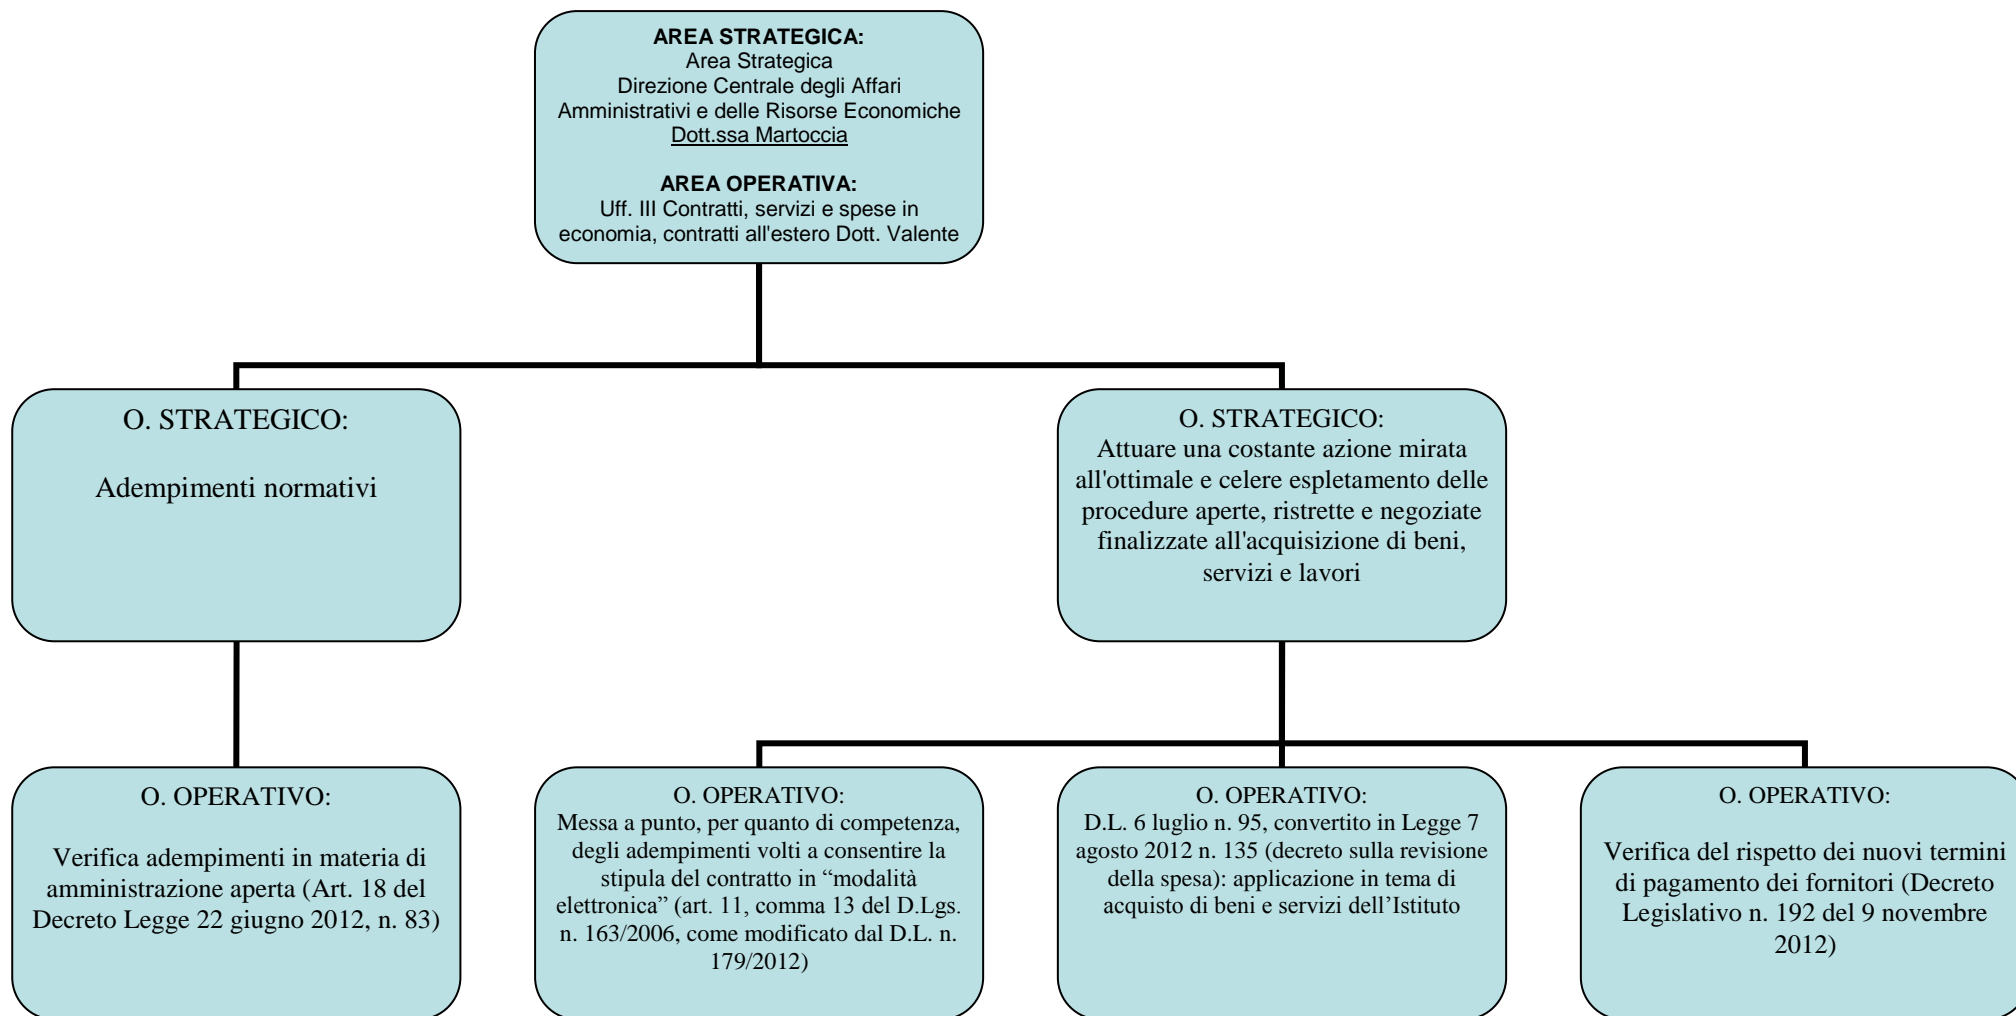 AREA STRATEGICA:
Area Strategica
Direzione Centrale degli Affari
Amministrativi e delle Risorse Economiche
Dott.ssa Martoccia
AREA OPERATIVA:
Uff. III Contratti, servizi e spese in
economia, contratti all'estero Dott. Valente
O. STRATEGICO:
Adempimenti normativi
O. STRATEGICO:
Attuare una costante azione mirata
all'ottimale e celere espletamento delle
procedure aperte, ristrette e negoziate
finalizzate all'acquisizione di beni,
servizi e lavori
O. OPERATIVO:
Verifica adempimenti in materia di
amministrazione aperta (Art. 18 del
Decreto Legge 22 giugno 2012, n. 83)
O. OPERATIVO:
Messa a punto, per quanto di competenza,
degli adempimenti volti a consentire la
stipula del contratto in “modalità
elettronica” (art. 11, comma 13 del D.Lgs.
n. 163/2006, come modificato dal D.L. n.
179/2012)
O. OPERATIVO:
D.L. 6 luglio n. 95, convertito in Legge 7
agosto 2012 n. 135 (decreto sulla revisione
della spesa): applicazione in tema di
acquisto di beni e servizi dell’Istituto
O. OPERATIVO:
Verifica del rispetto dei nuovi termini
di pagamento dei fornitori (Decreto
Legislativo n. 192 del 9 novembre
2012)